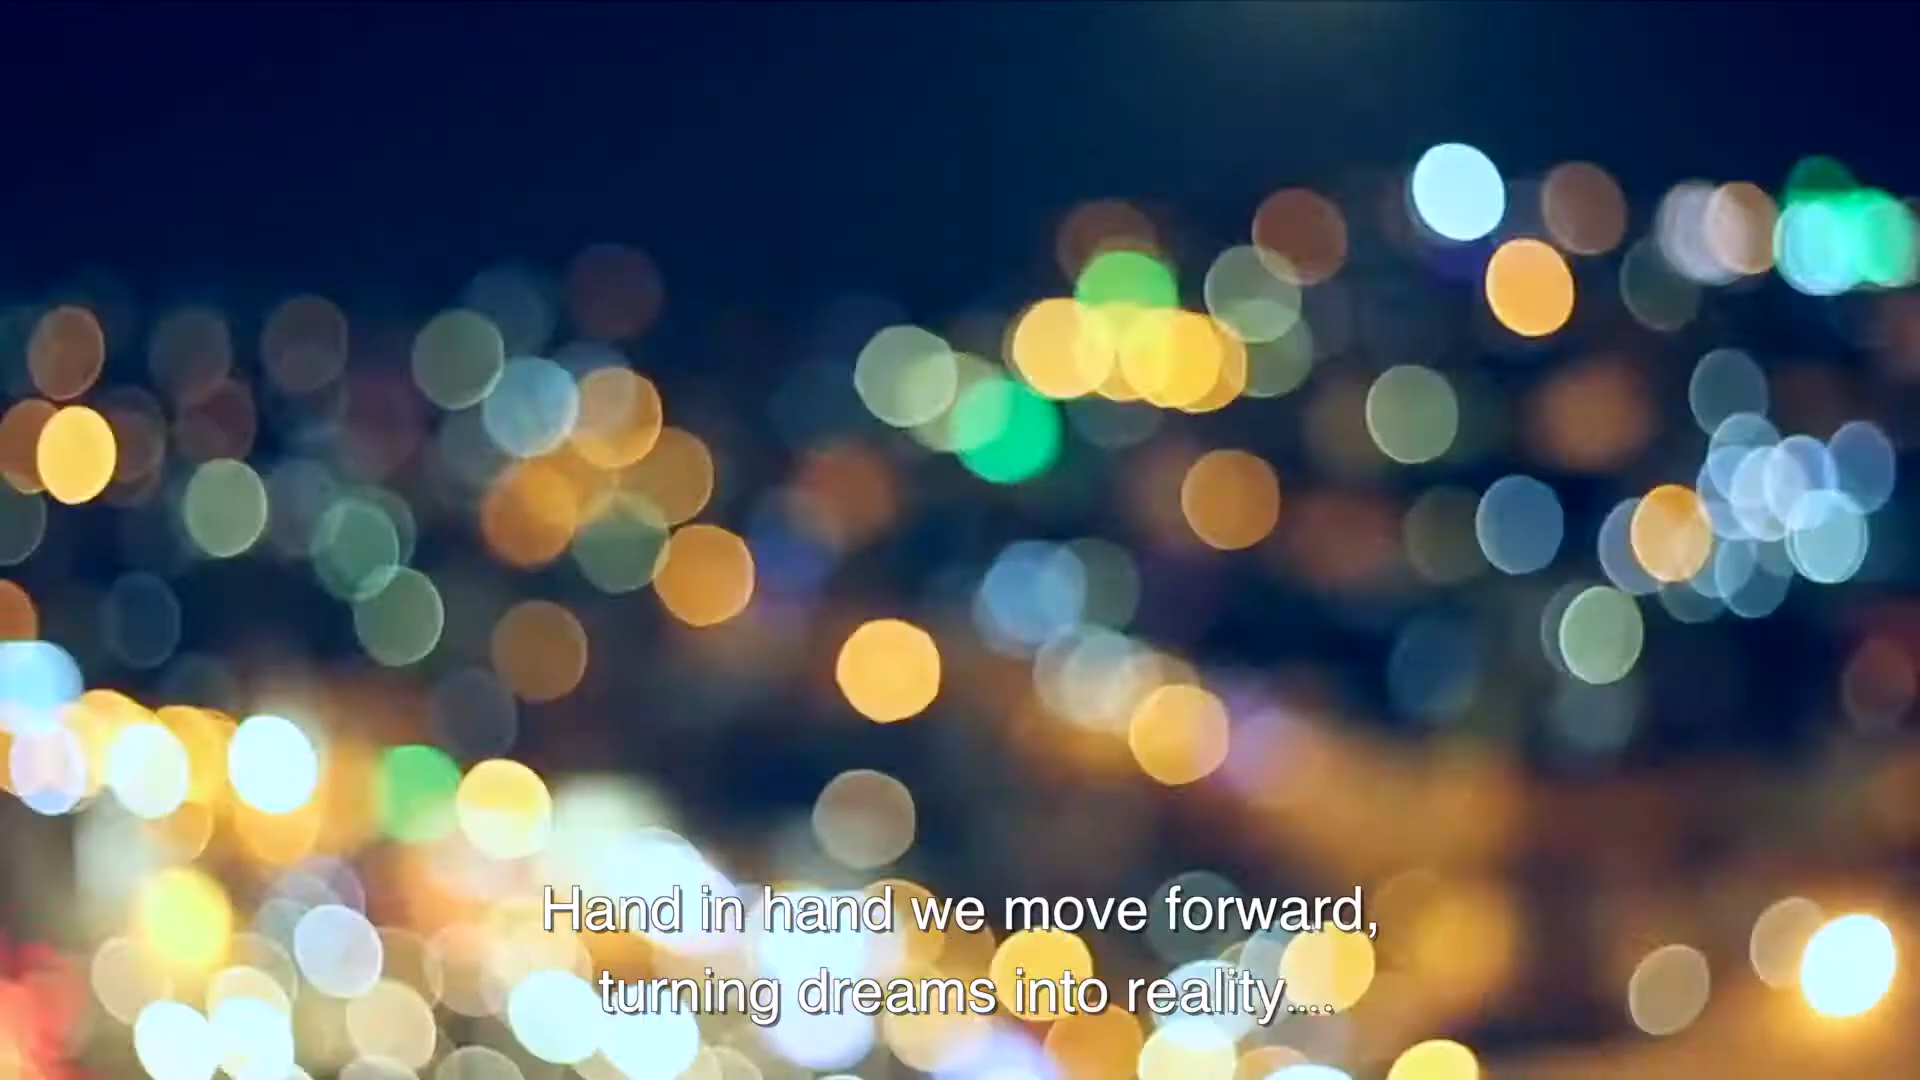 Hand in hand we move forward,
turning dreams into reality....